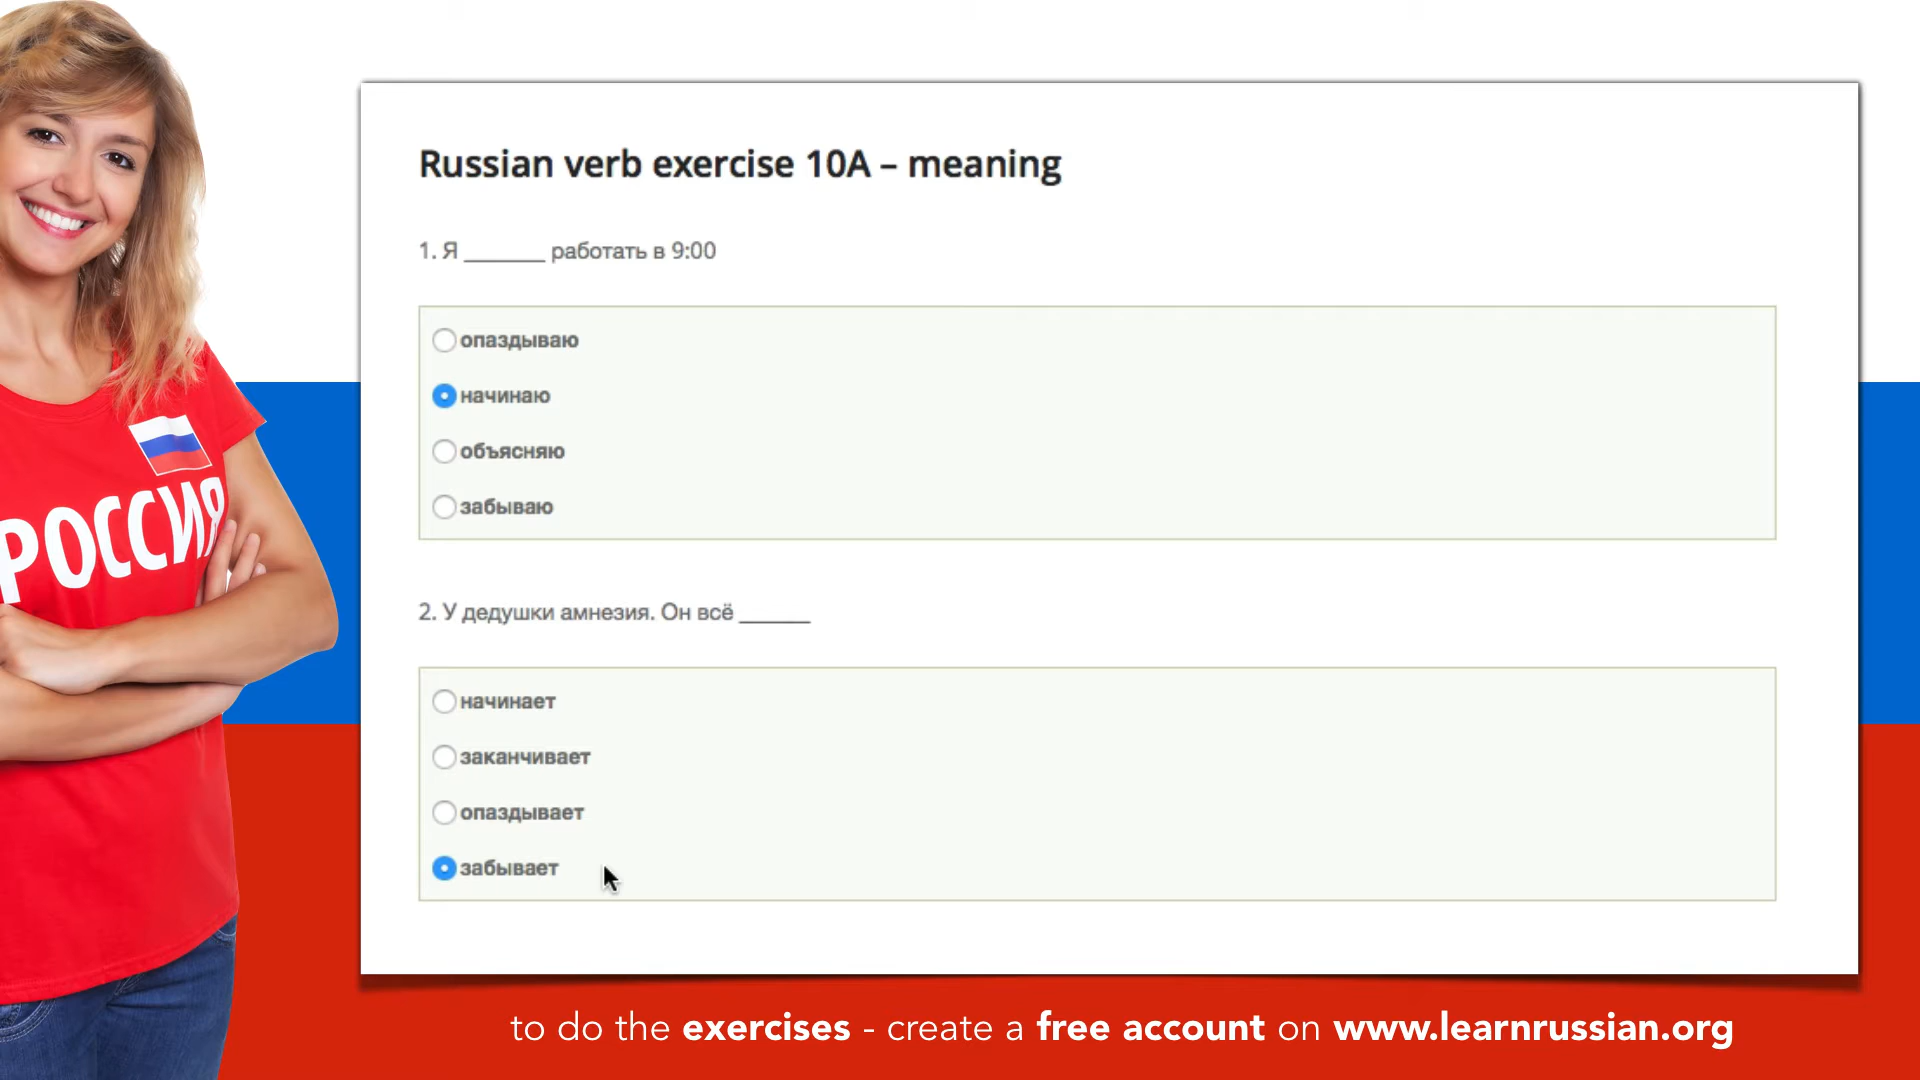 Russian verb exercise 10A – meaning
1. Я _______ работать в 9:00
опаздываю
начинаю
объясняю
забываю
2. У дедушки амнезия. Он всё ______
начинает
заканчивает
опаздывает
забывает
РОССИЯ
to do the exercises - create a free account on www.learnrussian.org